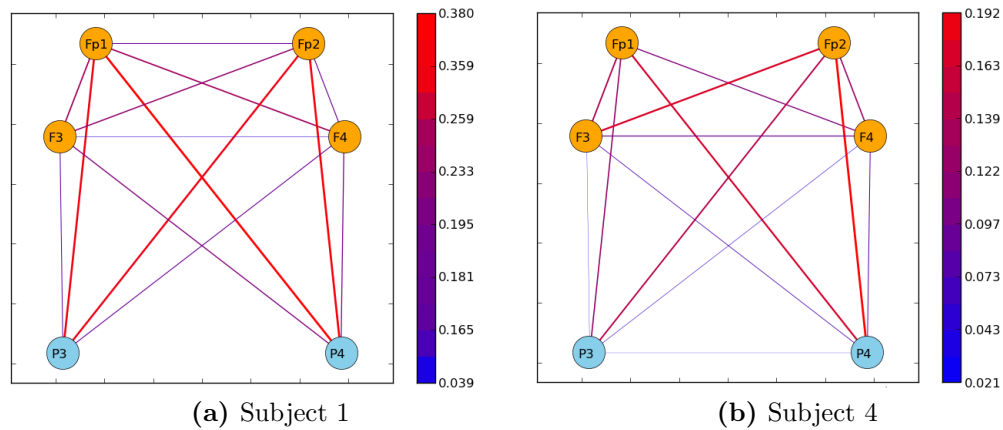 Fp1 Fp2
F3 F4
P3 P4
0.380
0.359
0.259
0.233
0.195
0.181
0.165
0.039
(a) Subject 1
Fp1 Fp2
F3 F4
P3 P4
0.192
0.163
0.139
0.122
0.097
0.073
0.043
0.021
(b) Subject 4